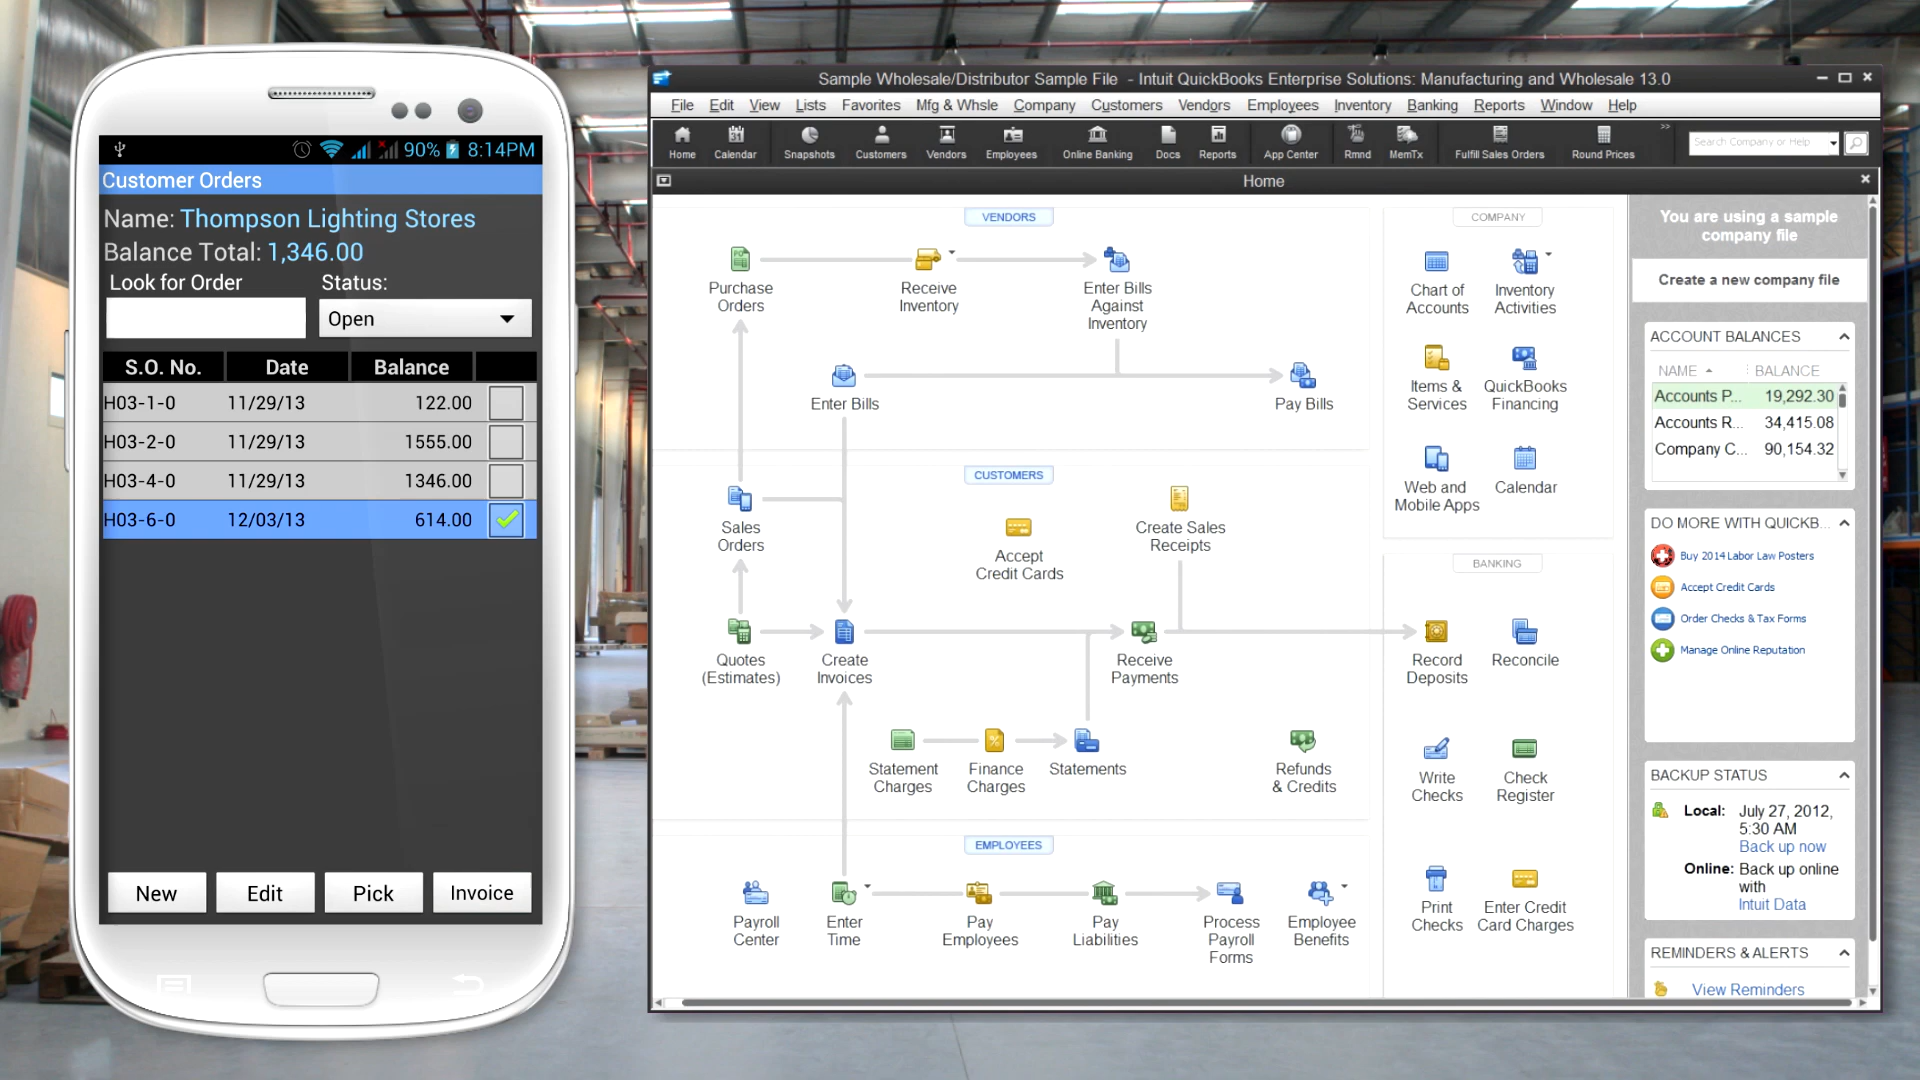 90% 8:14PM
Customer Orders
Name: Thompson Lighting Stores
Balance Total: 1,346.00
Look for Order Status:
Open
S.O. No. Date Balance
H03-1-0 11/29/13 122.00
H03-2-0 11/29/13 1555.00
H03-4-0 11/29/13 1346.00
H03-6-0 12/03/13 614.00
New Edit Pick Invoice
Sample Wholesale/Distributor Sample File - Intuit QuickBooks Enterprise Solutions: Manufacturing and Wholesale 13.0
File Edit View Lists Favorites Mfg & Whsle Company Customers Vendors Employees Inventory Banking Reports Window Help
Home Calendar Snapshots Customers Vendors Employees Online Banking Docs Reports App Center Rmnd MemTx Fulfill Sales Orders Round Prices
Search Company or Help
Home
VENDORS
Purchase
Orders
Receive
Inventory
Enter Bills
Against
Inventory
Enter Bills
Pay Bills
CUSTOMERS
Sales
Orders
Accept
Credit Cards
Create Sales
Receipts
Quotes
(Estimates)
Create
Invoices
Receive
Payments
Statement
Charges
Finance
Charges
Statements
Refunds
& Credits
EMPLOYEES
Payroll
Center
Enter
Time
Pay
Employees
Pay
Liabilities
Process
Payroll
Forms
Employee
Benefits
COMPANY
Chart of
Accounts
Inventory
Activities
Items &
Services
QuickBooks
Financing
Web and
Mobile Apps
Calendar
BANKING
Record
Deposits
Reconcile
Write
Checks
Check
Register
Print
Checks
Enter Credit
Card Charges
You are using a sample
company file
Create a new company file
ACCOUNT BALANCES
NAME BALANCE
Accounts P... 19,292.30
Accounts R... 34,415.08
Company C... 90,154.32
DO MORE WITH QUICKB...
Buy 2014 Labor Law Posters
Accept Credit Cards
Order Checks & Tax Forms
Manage Online Reputation
BACKUP STATUS
Local: July 27, 2012,
5:30 AM
Back up now
Online: Back up online
with
Intuit Data
REMINDERS & ALERTS
View Reminders